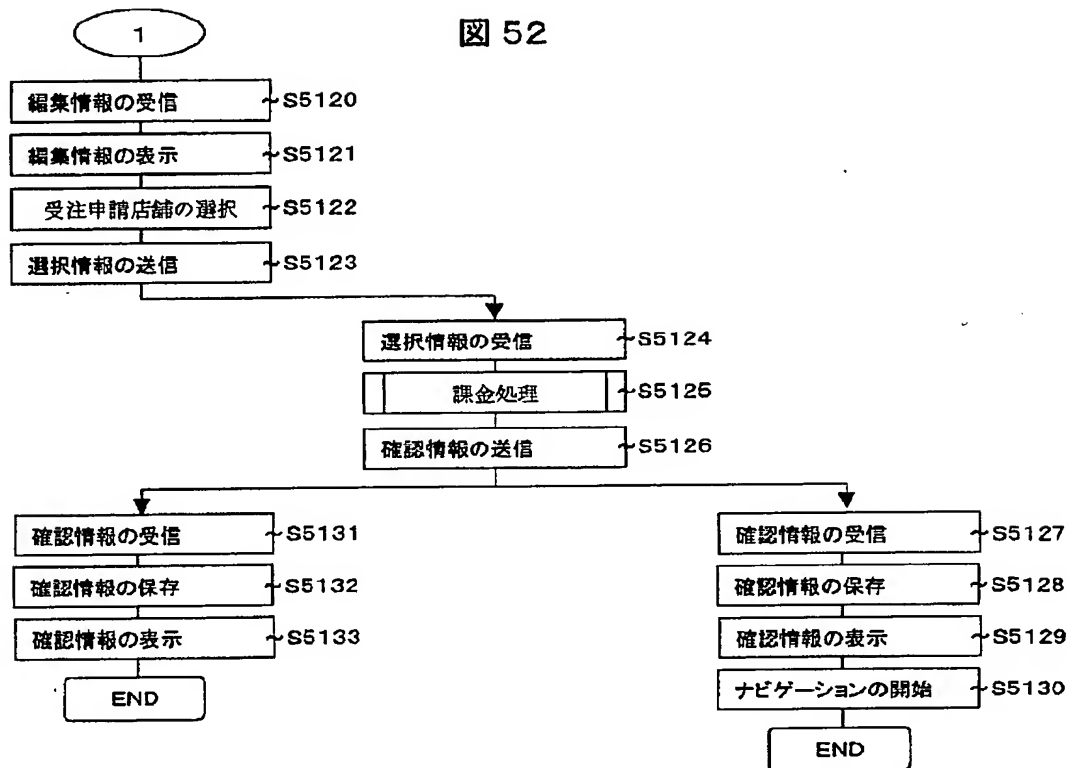 図 52
1
編集情報の受信 ~S5120
編集情報の表示 ~S5121
受注申請店舗の選択 ~S5122
選択情報の送信 ~S5123
選択情報の受信 ~S5124
課金処理 ~S5125
確認情報の送信 ~S5126
確認情報の受信 ~S5131
確認情報の保存 ~S5132
確認情報の表示 ~S5133
END
確認情報の受信 ~S5127
確認情報の保存 ~S5128
確認情報の表示 ~S5129
ナビゲーションの開始 ~S5130
END